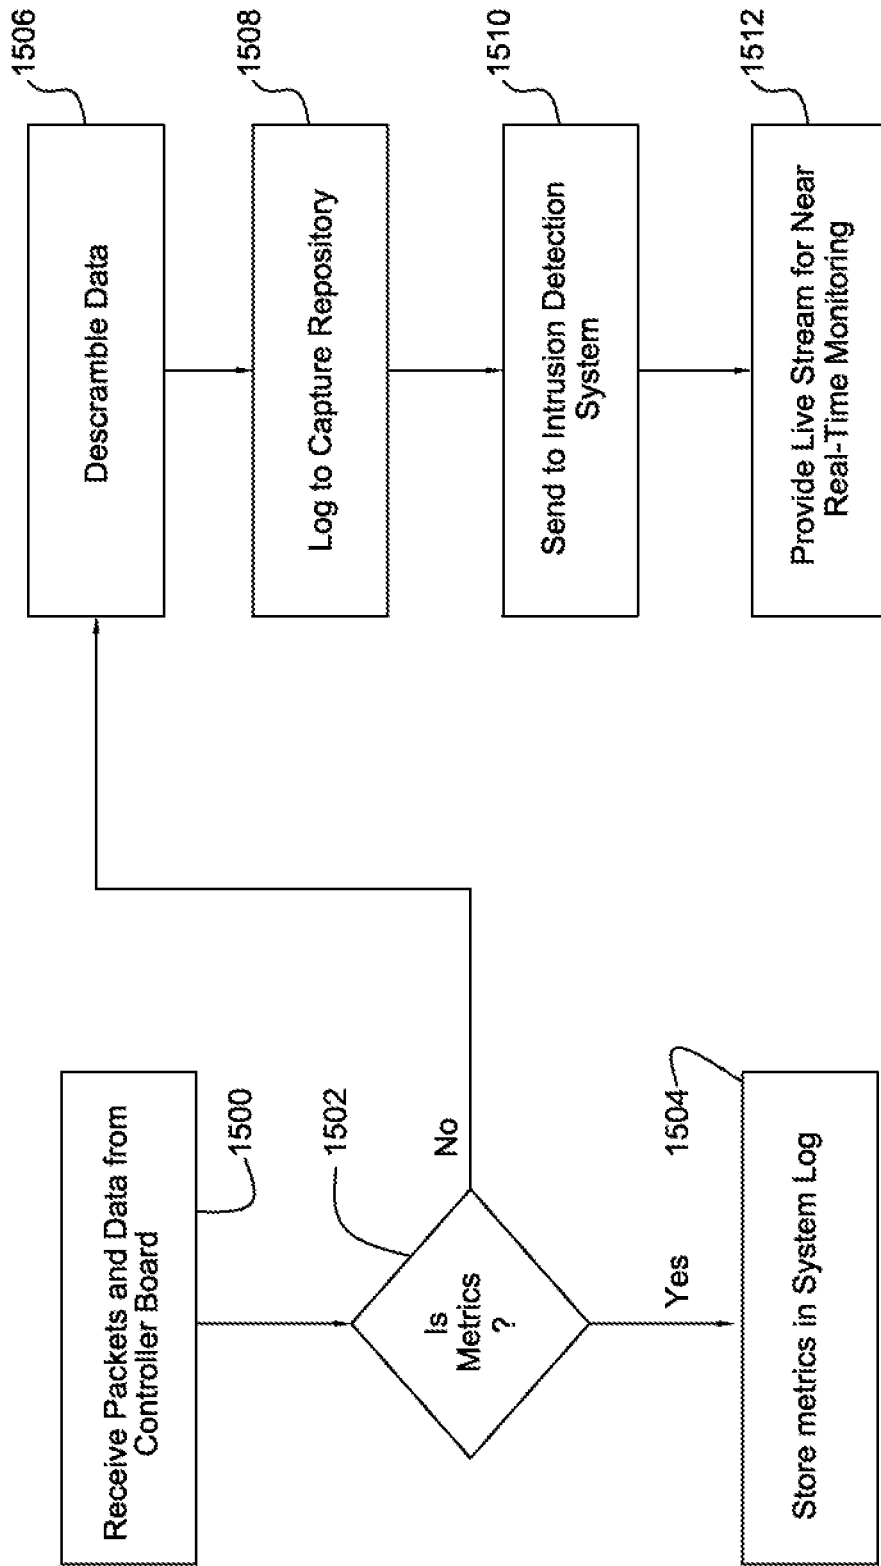 Receive Packets and Data from
Controller Board
1500
Is
Metrics
?
1502
No
Yes
Store metrics in System Log
1504
Descramble Data
1506
Log to Capture Repository
1508
Send to Intrusion Detection
System
1510
Provide Live Stream for Near
Real-Time Monitoring
1512